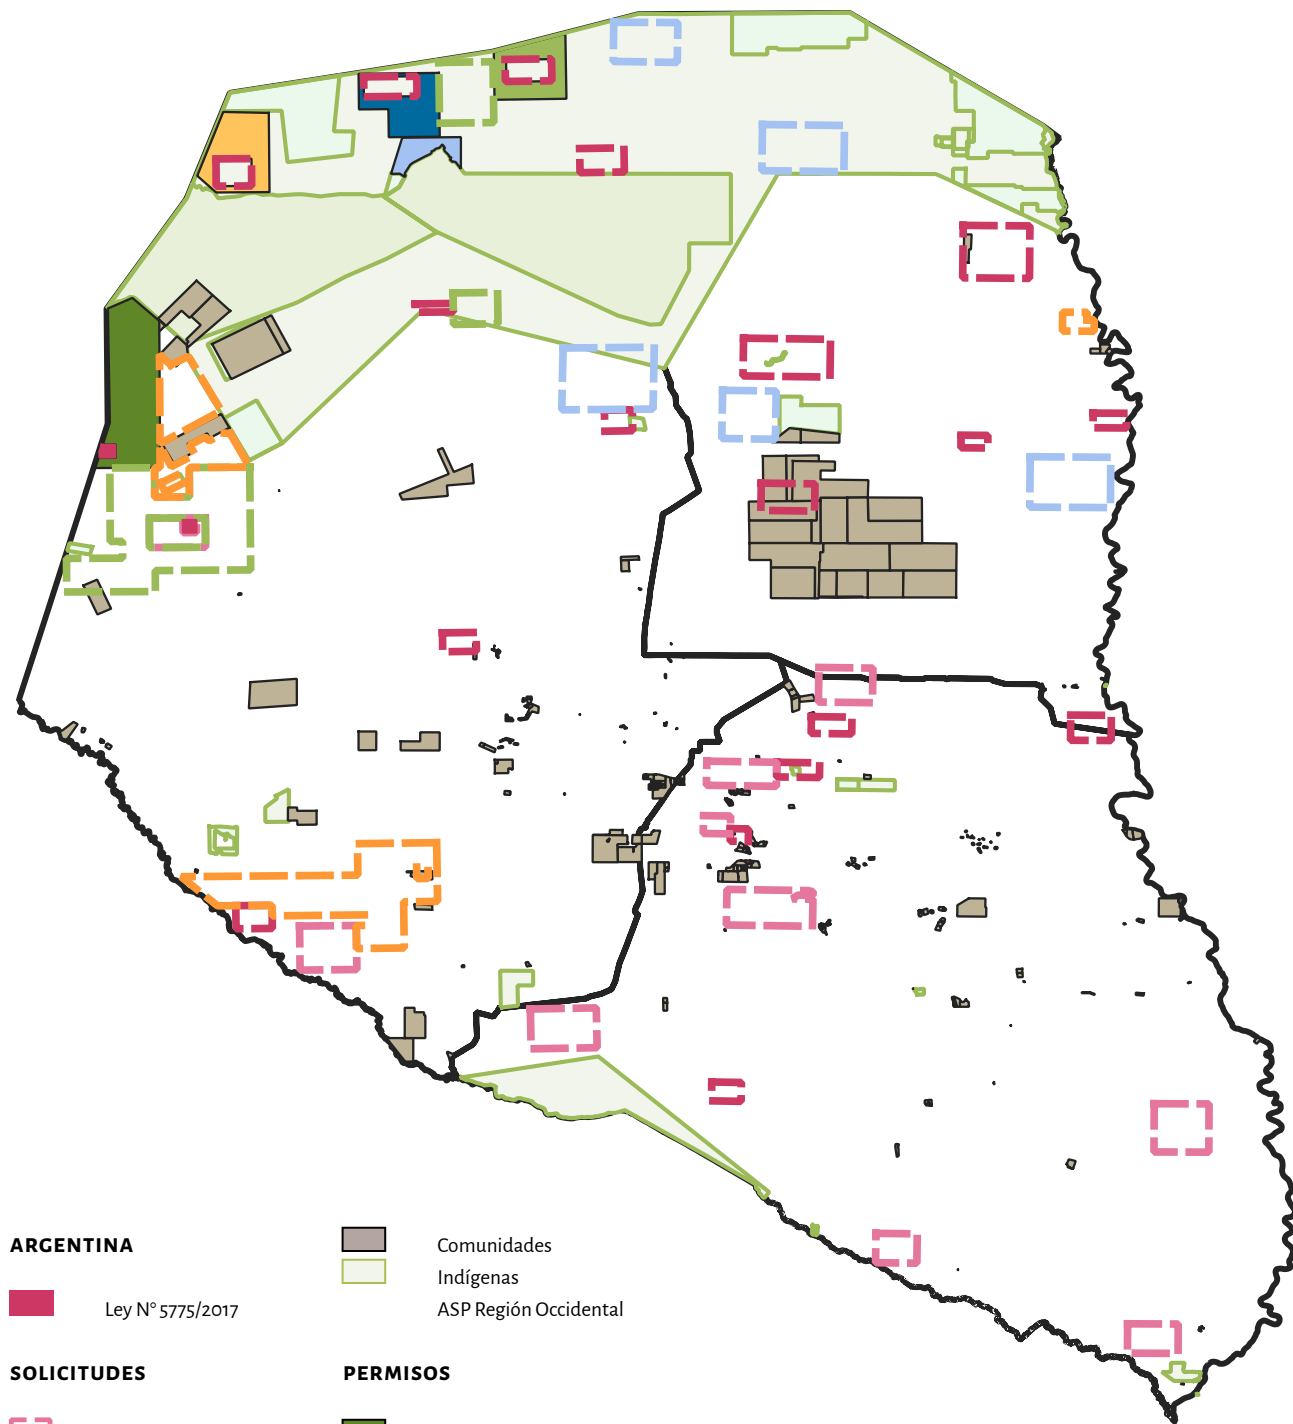 ARGENTINA
Ley N° 5775/2017
Comunidades
Indígenas
ASP Región Occidental
SOLICITUDES
PERMISOS